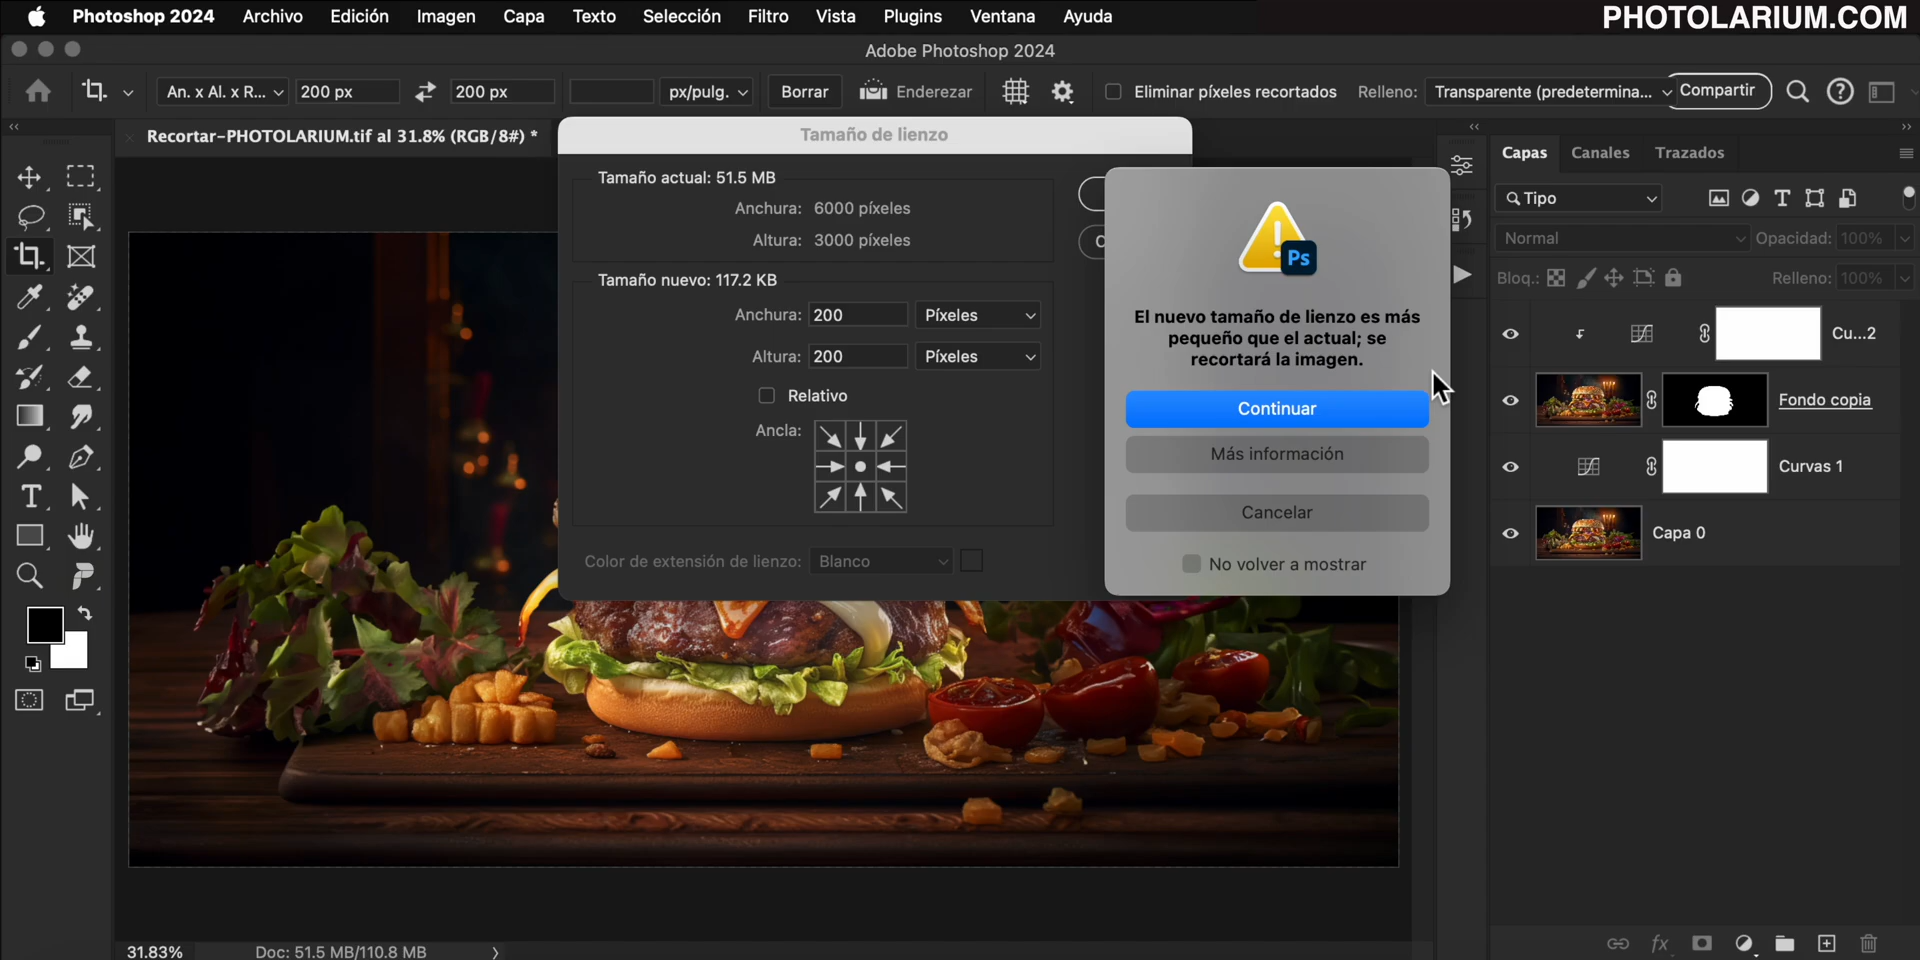 Photoshop 2024 Archivo Edición Imagen Capa Texto Selección Filtro Vista Plugins Ventana Ayuda
PHOTOLARIUM.COM
Adobe Photoshop 2024
An. x Al. x R... 200 px 200 px px/pulg. Borrar Enderezar Eliminar píxeles recortados Relleno: Transparente (predetermina... Compartir
Recortar-PHOTOLARIUM.tif al 31.8% (RGB/8#) *
Tamaño de lienzo
Tamaño actual: 51.5 MB
Anchura: 6000 píxeles
Altura: 3000 píxeles
Tamaño nuevo: 117.2 KB
Anchura: 200 Píxeles
Altura: 200 Píxeles
Relativo
Ancla:
Color de extensión de lienzo: Blanco
Ps
El nuevo tamaño de lienzo es más
pequeño que el actual; se
recortará la imagen.
Continuar
Más información
Cancelar
No volver a mostrar
Capas Canales Trazados
Tipo
Normal Opacidad: 100%
Bloq.: Relleno: 100%
Cu...2
Fondo copia
Curvas 1
Capa 0
31.83% Doc: 51.5 MB/110.8 MB
fx